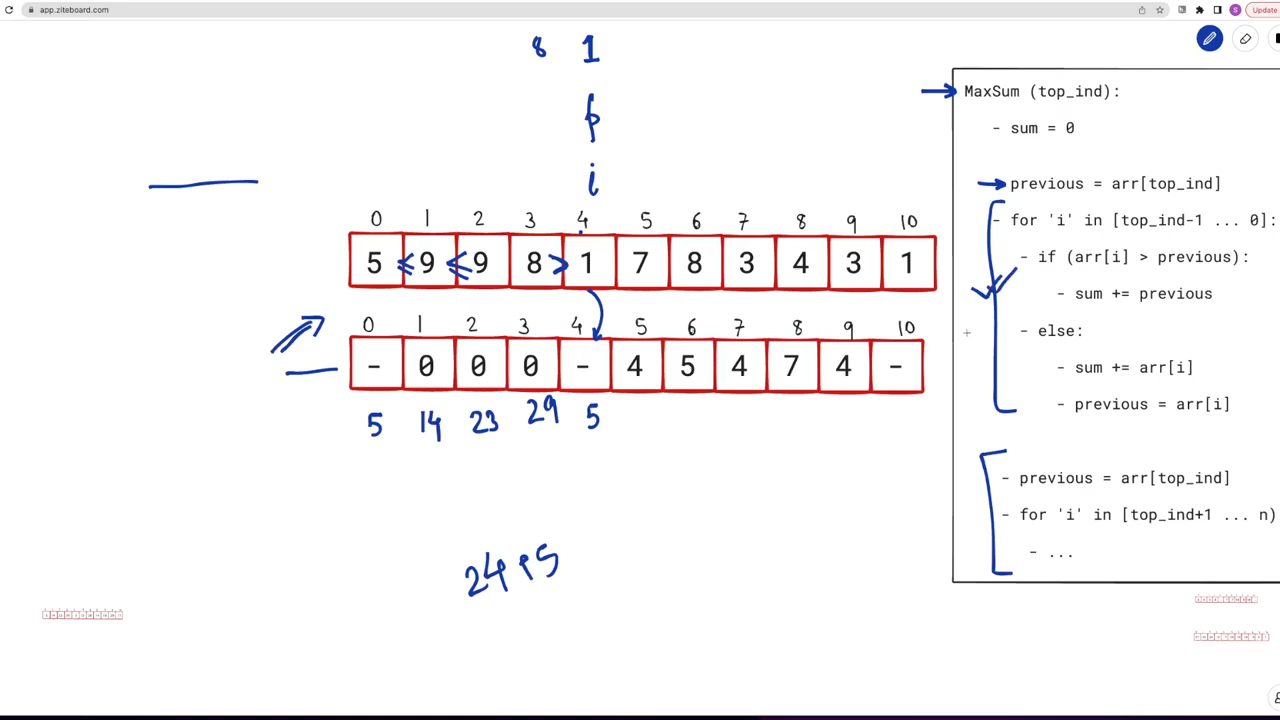 app.ziteboard.com
S
Update
8 1
p
i
0 1 2 3 4 5 6 7 8 9 10
5 ≤ 9 ≤ 9 8 > 1 7 8 3 4 3 1
0 1 2 3 4 5 6 7 8 9 10
- 0 0 0 - 4 5 4 7 4 -
5 14 23 29 5
24+5
MaxSum (top_ind):
- sum = 0
previous = arr[top_ind]
- for 'i' in [top_ind-1 ... 0]:
- if (arr[i] > previous):
- sum += previous
- else:
- sum += arr[i]
- previous = arr[i]
- previous = arr[top_ind]
- for 'i' in [top_ind+1 ... n)
- ...